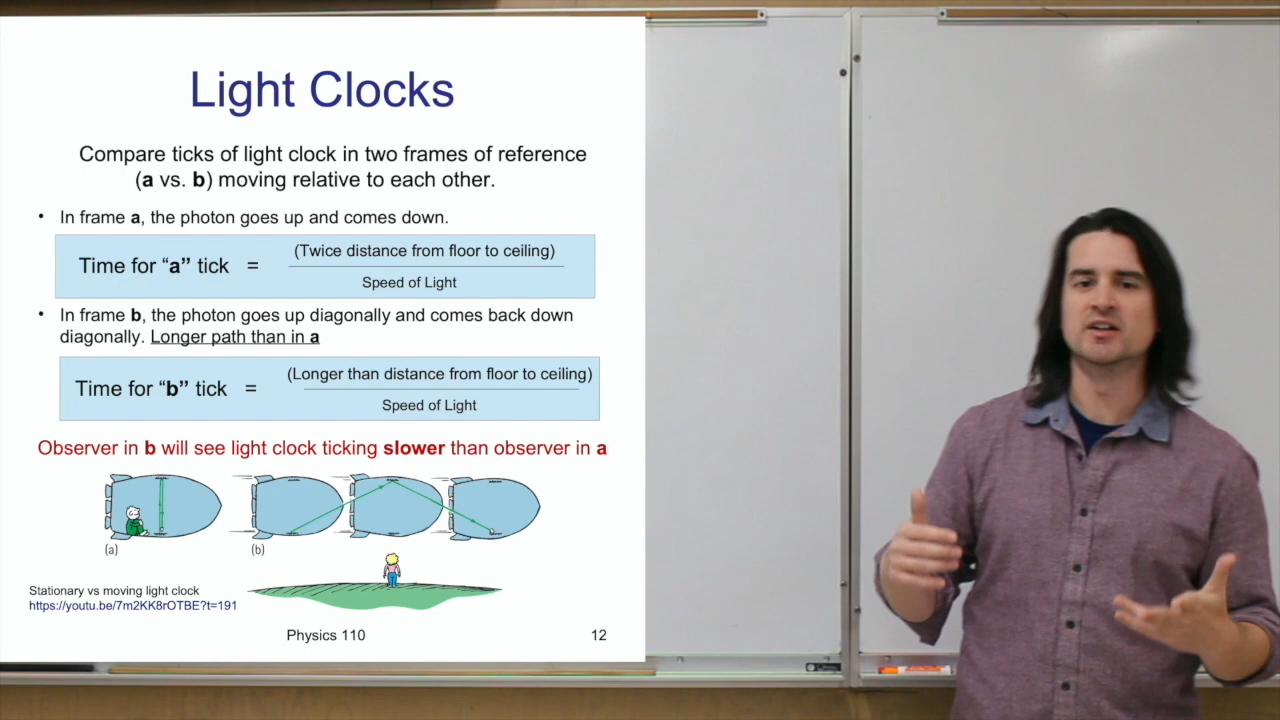 Light Clocks
Compare ticks of light clock in two frames of reference
(a vs. b) moving relative to each other.
• In frame a, the photon goes up and comes down.
Time for “a” tick = (Twice distance from floor to ceiling)
Speed of Light
• In frame b, the photon goes up diagonally and comes back down
diagonally. Longer path than in a
Time for “b” tick = (Longer than distance from floor to ceiling)
Speed of Light
Observer in b will see light clock ticking slower than observer in a
(a)
(b)
Stationary vs moving light clock
https://youtu.be/7m2KK8rOTBE?t=191
Physics 110
12